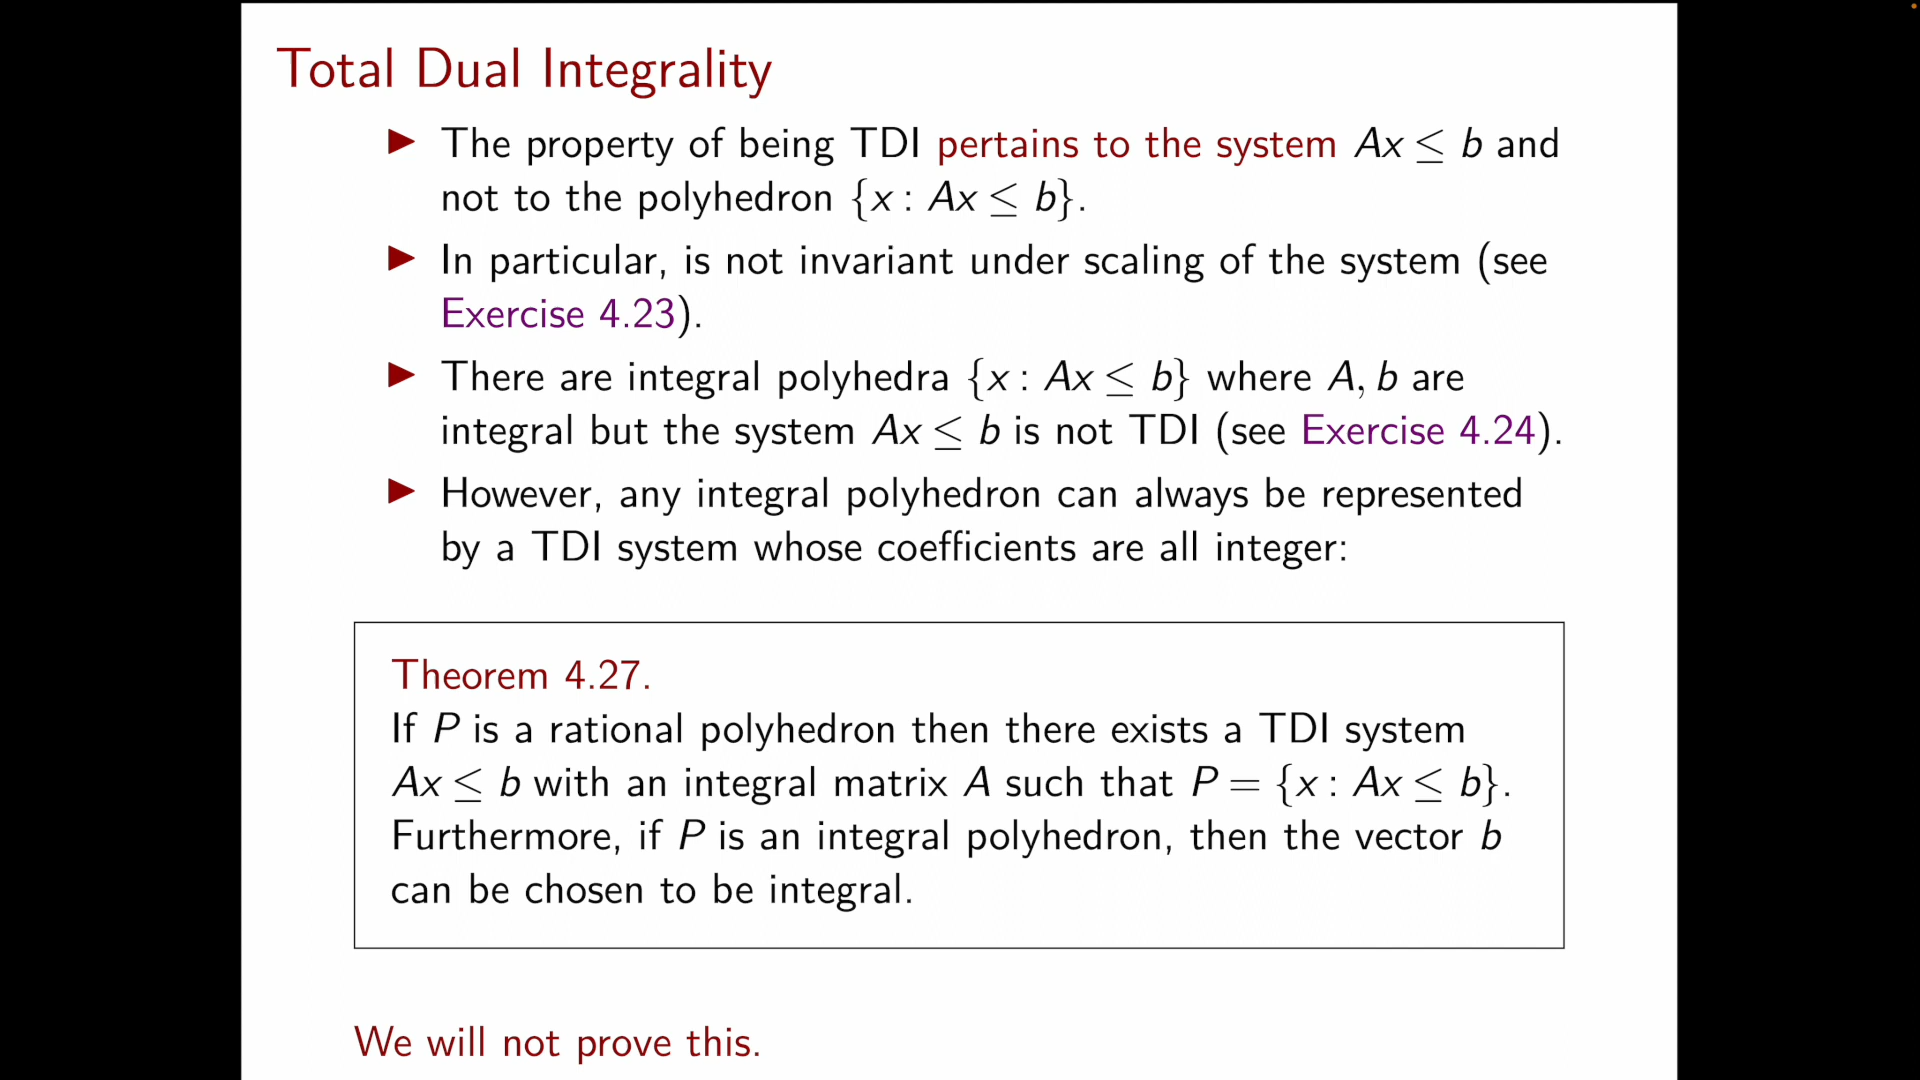 Total Dual Integrality
▶ The property of being TDI pertains to the system Ax ≤ b and
not to the polyhedron {x : Ax ≤ b}.
▶ In particular, is not invariant under scaling of the system (see
Exercise 4.23).
▶ There are integral polyhedra {x : Ax ≤ b} where A, b are
integral but the system Ax ≤ b is not TDI (see Exercise 4.24).
▶ However, any integral polyhedron can always be represented
by a TDI system whose coefficients are all integer:
Theorem 4.27.
If P is a rational polyhedron then there exists a TDI system
Ax ≤ b with an integral matrix A such that P = {x : Ax ≤ b}.
Furthermore, if P is an integral polyhedron, then the vector b
can be chosen to be integral.
We will not prove this.